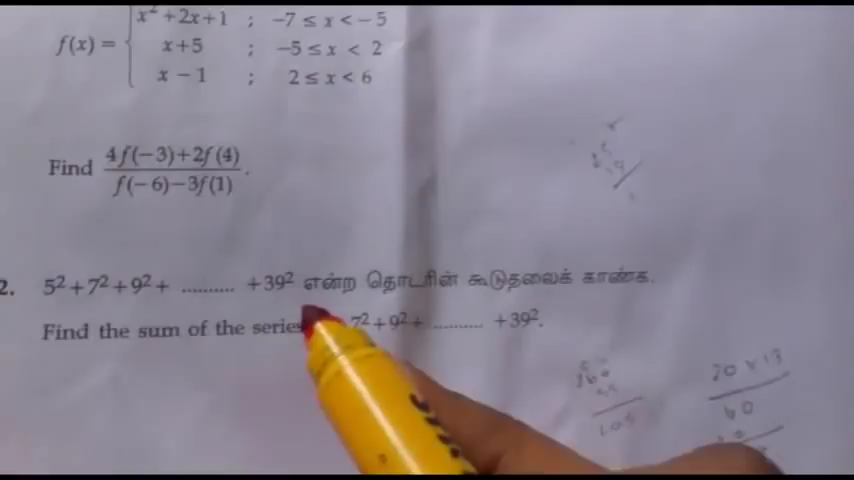 x² + 2x + 1 ; −7 ≤ x < −5
f(x) = { x + 5 ; −5 ≤ x < 2
x − 1 ; 2 ≤ x < 6
Find (4f(−3) + 2f(4)) / (f(−6) − 3f(1)).
2. 5² + 7² + 9² + .......... + 39² என்ற தொடரின் கூடுதலைக் காண்க.
Find the sum of the series 7² + 9² + .......... + 39².
20 x 13
60